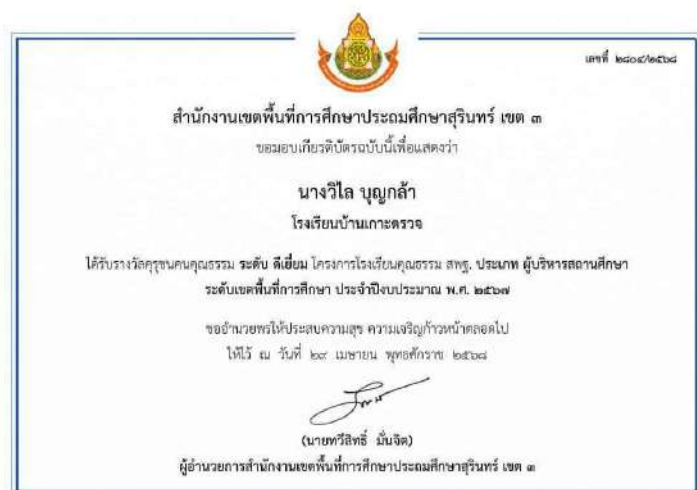 เลขที่ ๒๘๐๔/๒๕๖๘
สำนักงานเขตพื้นที่การศึกษาประถมศึกษาสุรินทร์ เขต ๓
ขอมอบเกียรติบัตรฉบับนี้เพื่อแสดงว่า
นางวิไล บุญกล้า
โรงเรียนบ้านเกาะตรวจ
ได้รับรางวัลคุรุชนคนคุณธรรม ระดับ ดีเยี่ยม โครงการโรงเรียนคุณธรรม สพฐ. ประเภท ผู้บริหารสถานศึกษา
ระดับเขตพื้นที่การศึกษา ประจำปีงบประมาณ พ.ศ. ๒๕๖๗
ขออำนวยพรให้ประสบความสุข ความเจริญก้าวหน้าตลอดไป
ให้ไว้ ณ วันที่ ๒๙ เมษายน พุทธศักราช ๒๕๖๘
(นายทวีสิทธิ์ มั่นจิต)
ผู้อำนวยการสำนักงานเขตพื้นที่การศึกษาประถมศึกษาสุรินทร์ เขต ๓